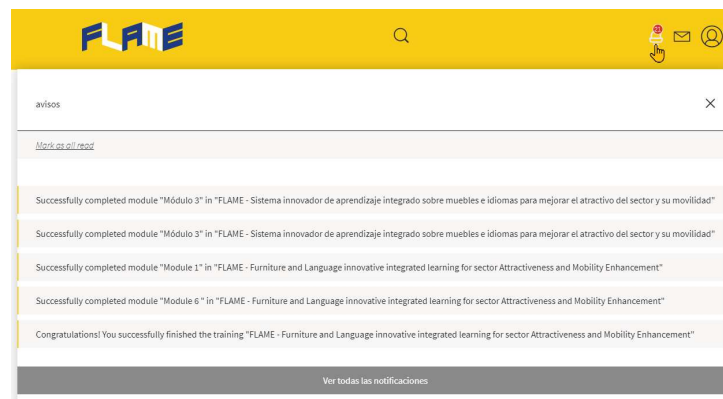 FLAME
21
avisos
Mark as all read
Successfully completed module "Módulo 3" in "FLAME - Sistema innovador de aprendizaje integrado sobre muebles e idiomas para mejorar el atractivo del sector y su movilidad"
Successfully completed module "Módulo 3" in "FLAME - Sistema innovador de aprendizaje integrado sobre muebles e idiomas para mejorar el atractivo del sector y su movilidad"
Successfully completed module "Module 1" in "FLAME - Furniture and Language innovative integrated learning for sector Attractiveness and Mobility Enhancement"
Successfully completed module "Module 6 " in "FLAME - Furniture and Language innovative integrated learning for sector Attractiveness and Mobility Enhancement"
Congratulations! You successfully finished the training "FLAME - Furniture and Language innovative integrated learning for sector Attractiveness and Mobility Enhancement"
Ver todas las notificaciones